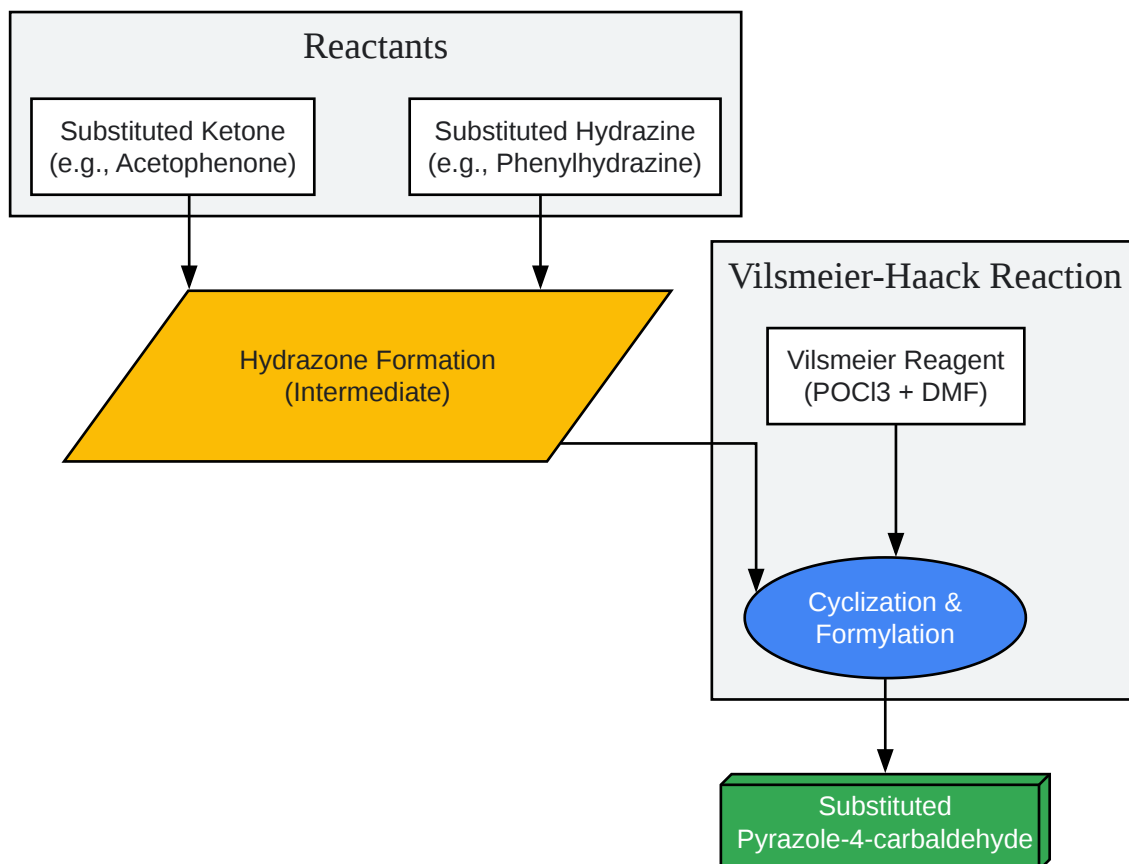 Reactants
Substituted Ketone
(e.g., Acetophenone)
Substituted Hydrazine
(e.g., Phenylhydrazine)
Hydrazone Formation
(Intermediate)
Vilsmeier-Haack Reaction
Vilsmeier Reagent
(POCl3 + DMF)
Cyclization &
Formylation
Substituted
Pyrazole-4-carbaldehyde